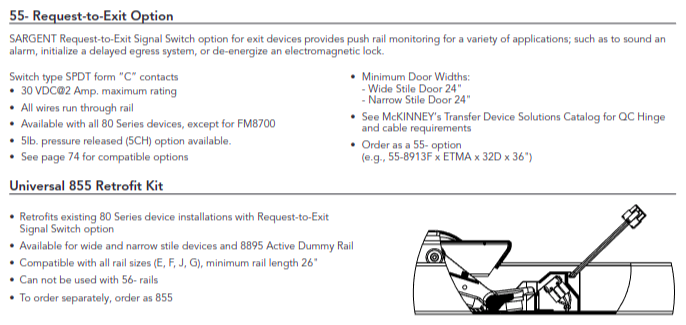 55- Request-to-Exit Option
SARGENT Request-to-Exit Signal Switch option for exit devices provides push rail monitoring for a variety of applications; such as to sound an
alarm, initialize a delayed egress system, or de-energize an electromagnetic lock.
Switch type SPDT form "C" contacts
• 30 VDC@2 Amp. maximum rating
• All wires run through rail
• Available with all 80 Series devices, except for FM8700
• 5lb. pressure released (5CH) option available.
• See page 74 for compatible options
• Minimum Door Widths:
- Wide Stile Door 24"
- Narrow Stile Door 24"
• See McKINNEY's Transfer Device Solutions Catalog for QC Hinge
and cable requirements
• Order as a 55- option
(e.g., 55-8913F x ETMA x 32D x 36")
Universal 855 Retrofit Kit
• Retrofits existing 80 Series device installations with Request-to-Exit
Signal Switch option
• Available for wide and narrow stile devices and 8895 Active Dummy Rail
• Compatible with all rail sizes (E, F, J, G), minimum rail length 26"
• Can not be used with 56- rails
• To order separately, order as 855